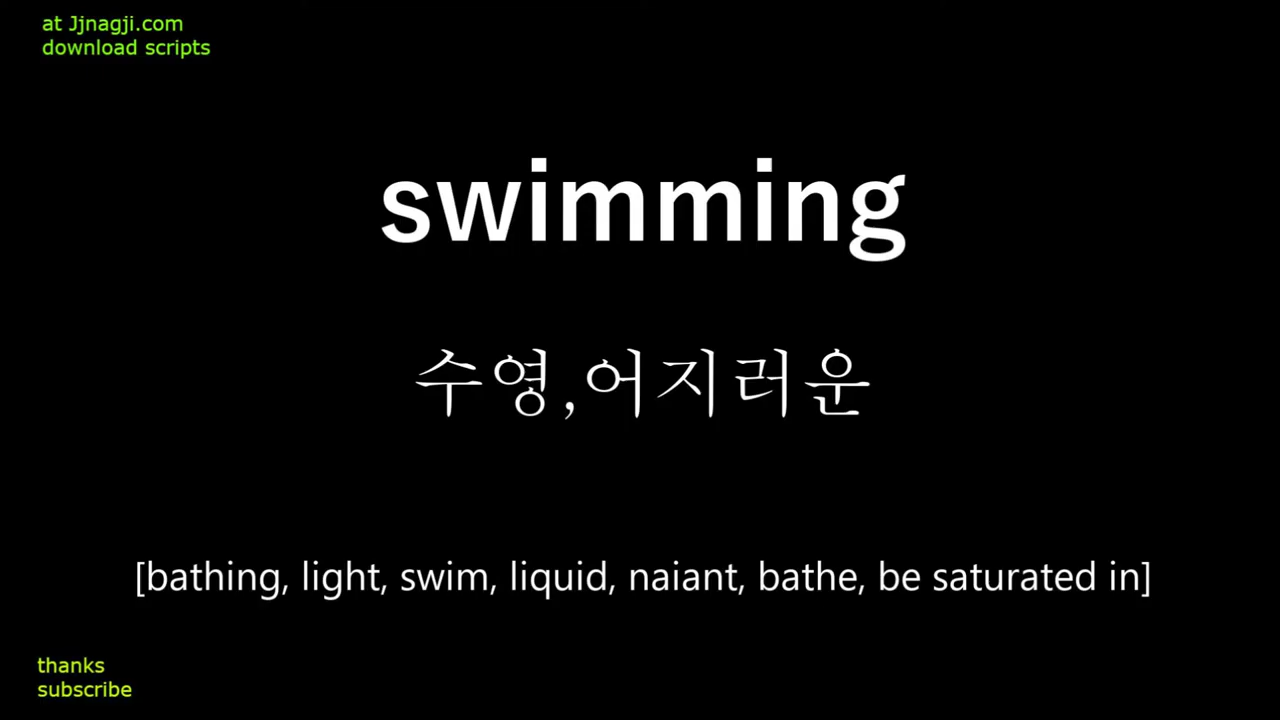 at Jjnagji.com
download scripts
swimming
수영,어지러운
[bathing, light, swim, liquid, naiant, bathe, be saturated in]
thanks
subscribe